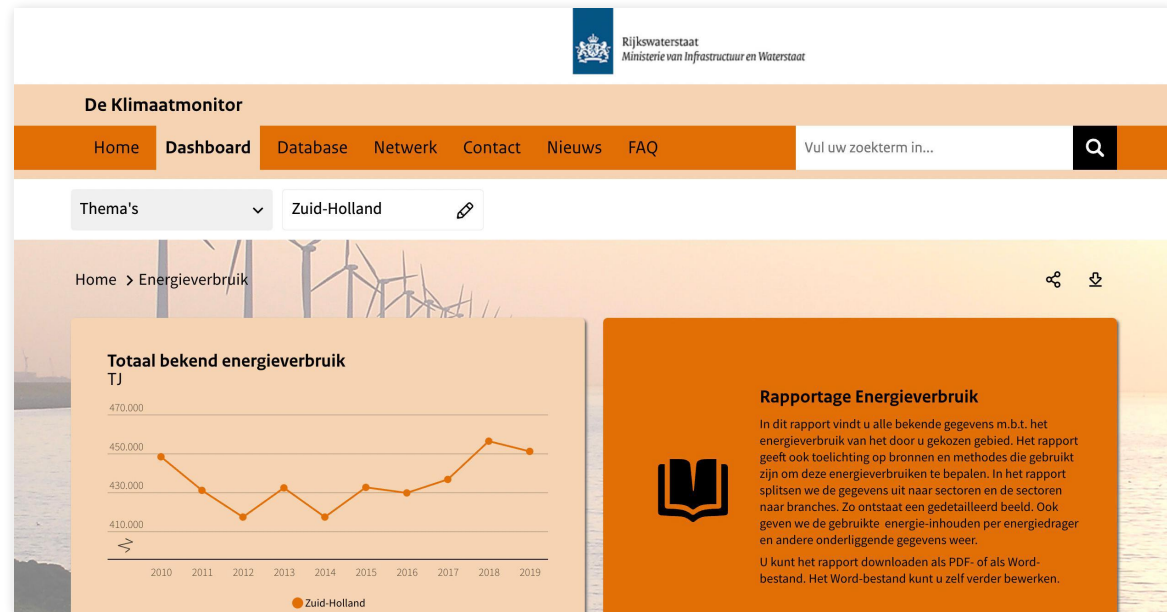 Rijkswaterstaat
Ministerie van Infrastructuur en Waterstaat
De Klimaatmonitor
Home Dashboard Database Netwerk Contact Nieuws FAQ Vul uw zoekterm in...
Thema's Zuid-Holland
Home > Energieverbruik
Totaal bekend energieverbruik
TJ
470.000
450.000
430.000
410.000
2010 2011 2012 2013 2014 2015 2016 2017 2018 2019
Zuid-Holland
Rapportage Energieverbruik
In dit rapport vindt u alle bekende gegevens m.b.t. het
energieverbruik van het door u gekozen gebied. Het rapport
geeft ook toelichting op bronnen en methodes die gebruikt
zijn om deze energieverbruiken te bepalen. In het rapport
splitsen we de gegevens uit naar sectoren en de sectoren
naar branches. Zo ontstaat een gedetailleerd beeld. Ook
geven we de gebruikte energie-inhouden per energiedrager
en andere onderliggende gegevens weer.
U kunt het rapport downloaden als PDF- of als Word-
bestand. Het Word-bestand kunt u zelf verder bewerken.